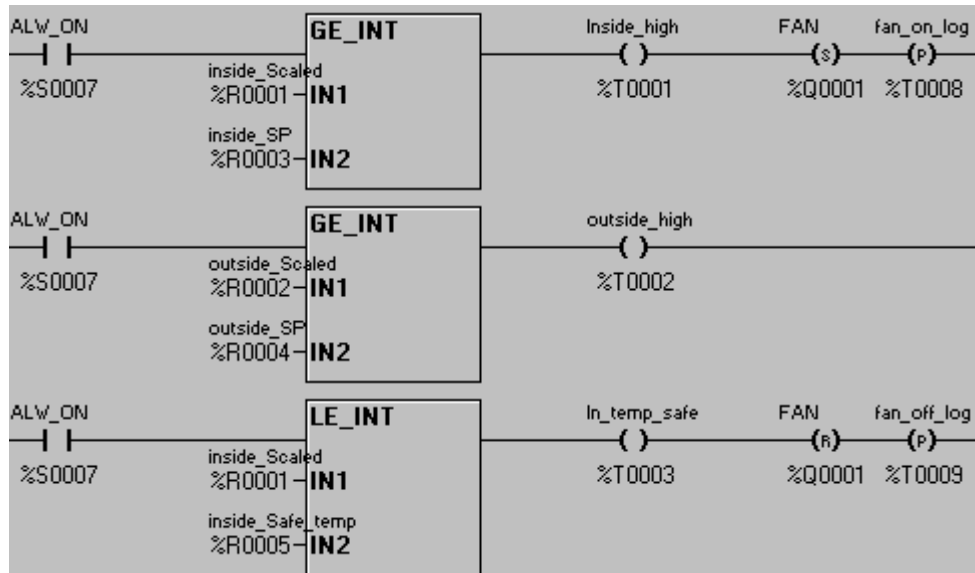 ALW_ON GE_INT Inside_high FAN fan_on_log
(S) (P)
%S0007 inside_Scaled %T0001 %Q0001 %T0008
%R0001 IN1
inside_SP
%R0003 IN2
ALW_ON GE_INT outside_high
%S0007 outside_Scaled %T0002
%R0002 IN1
outside_SP
%R0004 IN2
ALW_ON LE_INT In_temp_safe FAN fan_off_log
(R) (P)
%S0007 inside_Scaled %T0003 %Q0001 %T0009
%R0001 IN1
inside_Safe_temp
%R0005 IN2